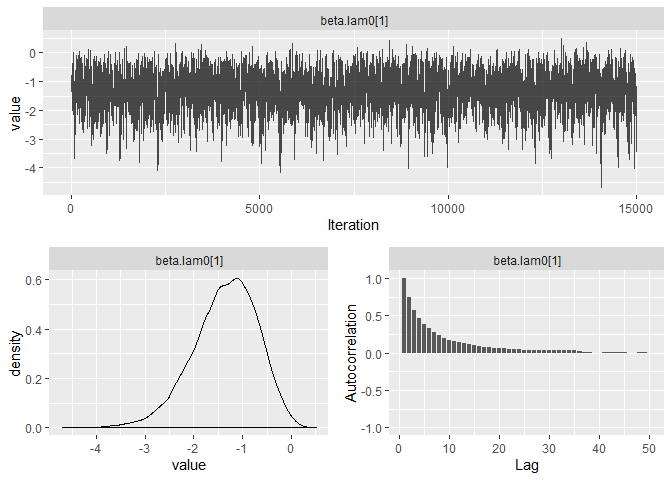 beta.lam0[1]
value
0
-1
-2
-3
-4
0 5000 10000 15000
Iteration
beta.lam0[1]
density
0.6
0.4
0.2
0.0
-4 -3 -2 -1 0
value
beta.lam0[1]
Autocorrelation
1.0
0.5
0.0
-0.5
-1.0
0 10 20 30 40 50
Lag